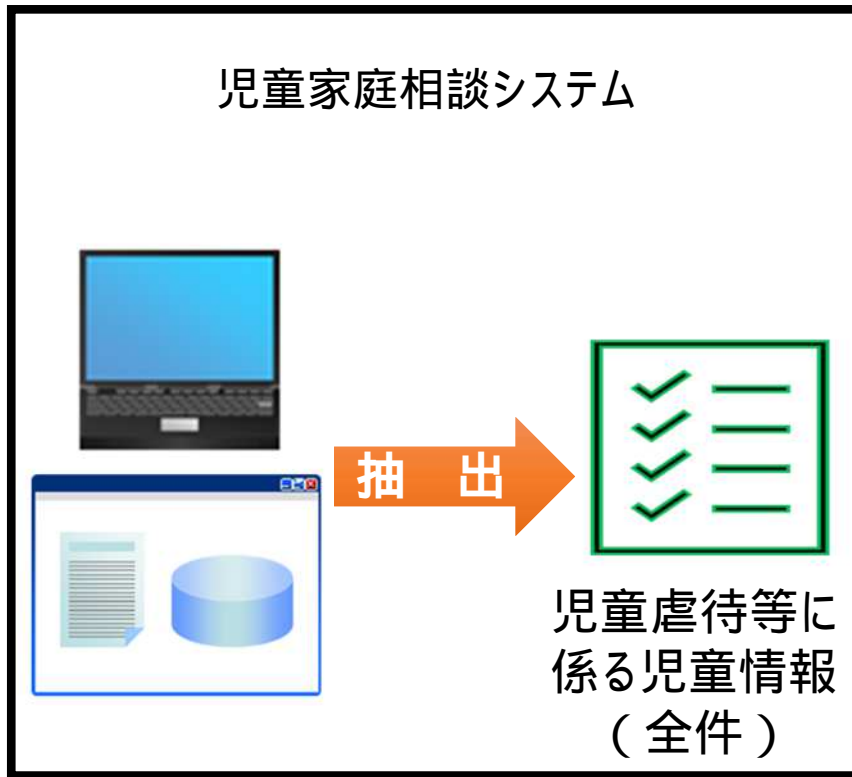 児童家庭相談システム
抽　出
児童虐待等に
係る児童情報
（全件）